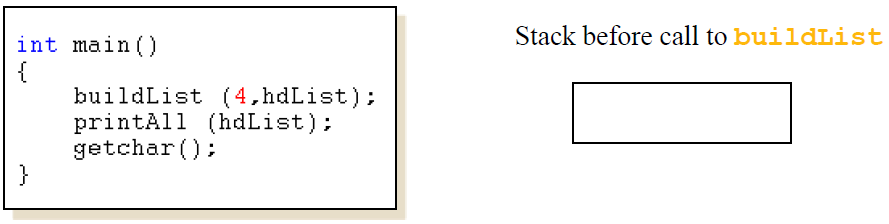 int main()
{
    buildList (4,hdList);
    printAll (hdList);
    getchar();
}
Stack before call to buildList